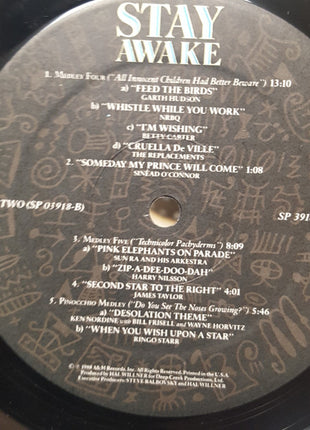 STAY
AWAKE
1. MEDLEY FOUR ("All Innocent Children Had Better Beware") 13:10
a) "FEED THE BIRDS"
GARTH HUDSON
b) "WHISTLE WHILE YOU WORK"
NRBQ
c) "I'M WISHING"
BETTY CARTER
d) "CRUELLA De VILLE"
THE REPLACEMENTS
2. "SOMEDAY MY PRINCE WILL COME" 1:08
SINÉAD O'CONNOR
TWO (SP 03918-B)
SP 391
3. MEDLEY FIVE ("Technicolor Pachyderms") 8:09
a) "PINK ELEPHANTS ON PARADE"
SUN RA AND HIS ARKESTRA
b) "ZIP-A-DEE-DOO-DAH"
HARRY NILSSON
4. "SECOND STAR TO THE RIGHT" 4:01
JAMES TAYLOR
5. PINOCCHIO MEDLEY ("Do You See The Noses Growing?") 5:46
a) "DESOLATION THEME"
KEN NORDINE with BILL FRISELL and WAYNE HORVITZ
b) "WHEN YOU WISH UPON A STAR"
RINGO STARR
© ℗ 1988 A&M Records, Inc. Printed in the U.S.A.
Produced by HAL WILLNER for Deep Creek Productions, Ltd.
Executive Producers: STEVE BALBOVSKY and HAL WILLNER